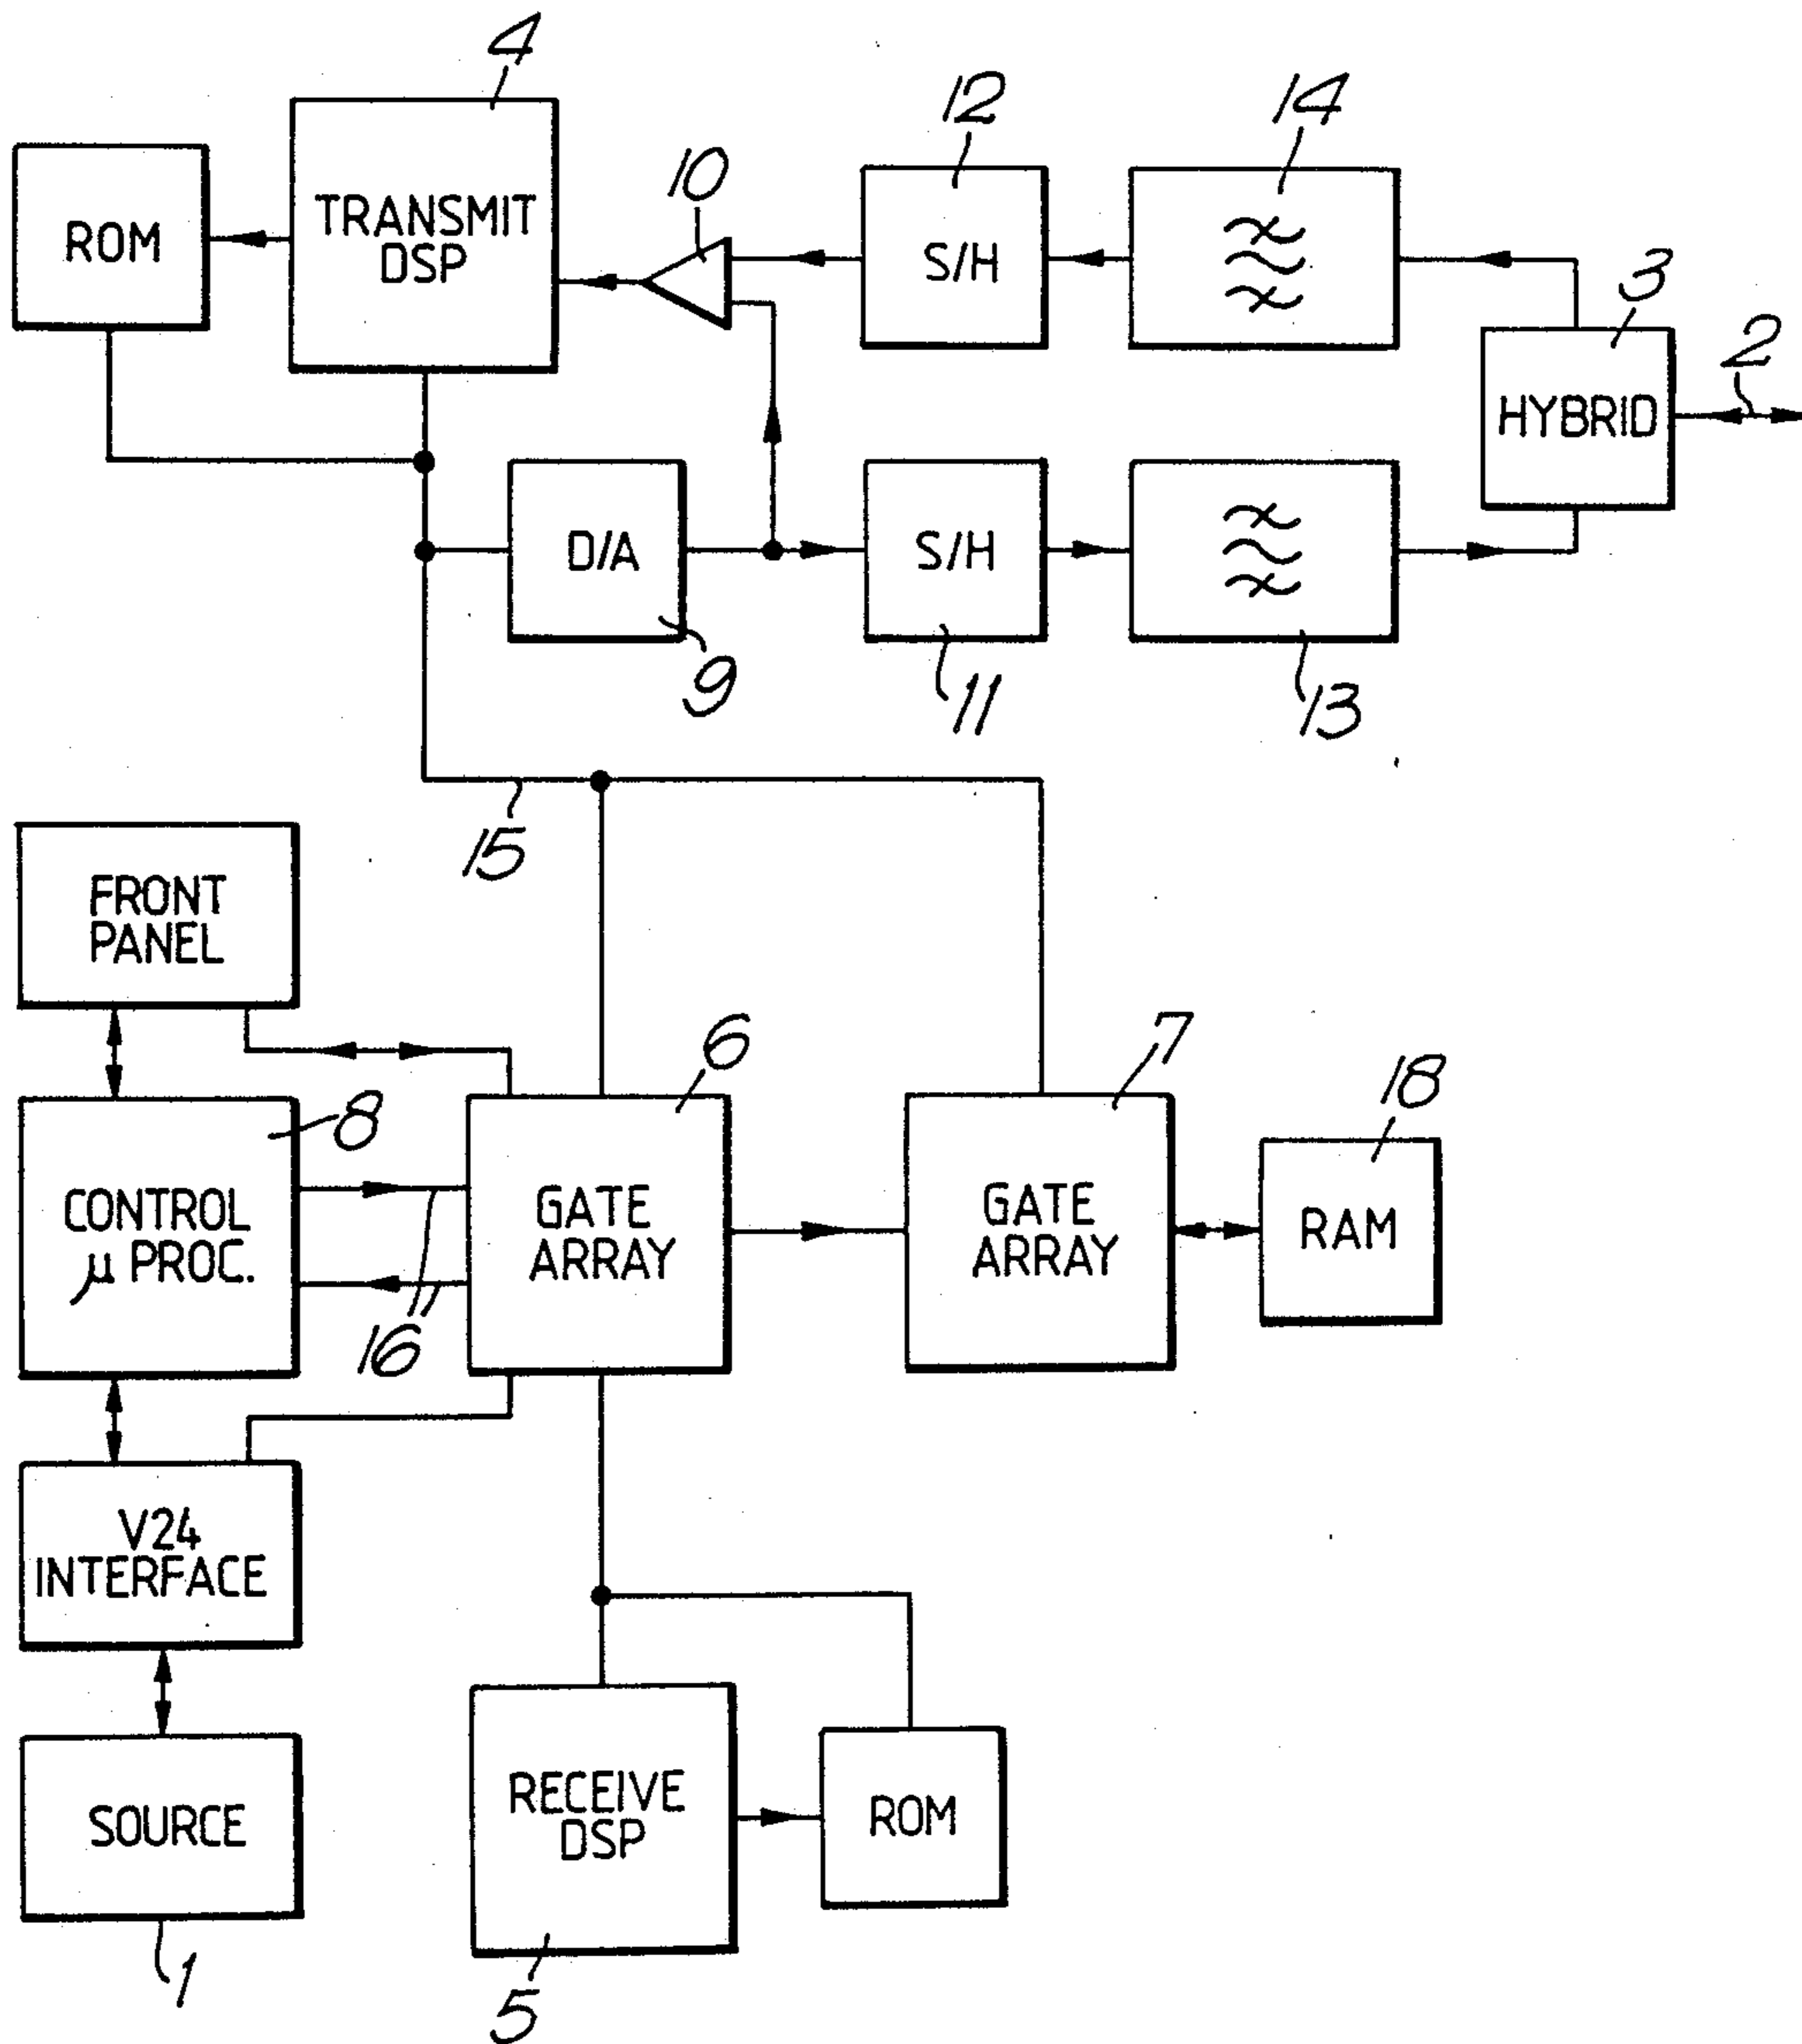 4
12
14
10
ROM
TRANSMIT
DSP
S/H
3
2
HYBRID
D/A
S/H
9
11
13
15
FRONT
PANEL
6
7
18
8
CONTROL
μ PROC.
GATE
ARRAY
GATE
ARRAY
RAM
16
V24
INTERFACE
SOURCE
RECEIVE
DSP
ROM
1
5